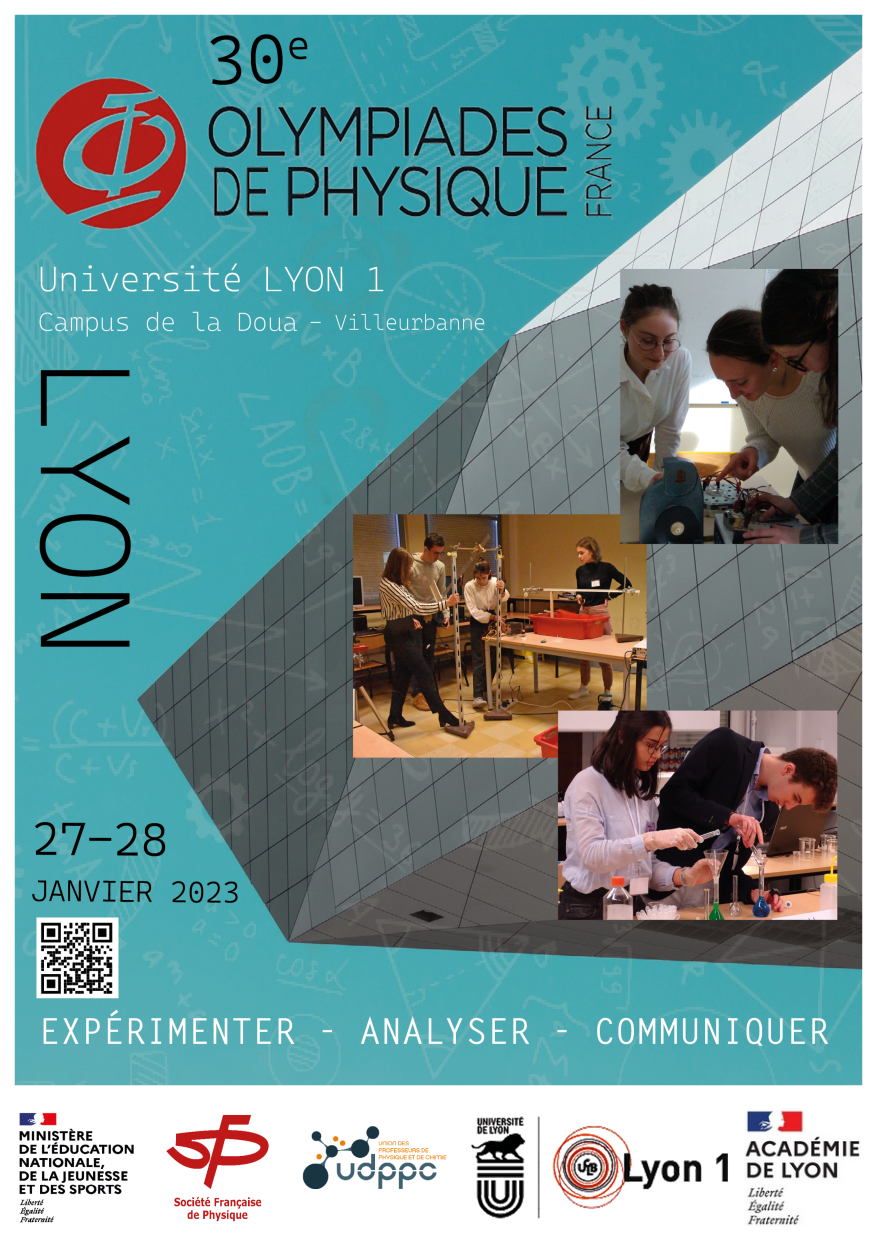 30e
OLYMPIADES
DE PHYSIQUE
FRANCE
Université LYON 1
Campus de la Doua – Villeurbanne
LYON
27–28
JANVIER 2023
EXPÉRIMENTER - ANALYSER - COMMUNIQUER
MINISTÈRE
DE L'ÉDUCATION
NATIONALE,
DE LA JEUNESSE
ET DES SPORTS
Liberté
Égalité
Fraternité
sfp
Société Française
de Physique
UNION DES
PROFESSEURS DE
PHYSIQUE ET DE CHIMIE
udppc
UNIVERSITÉ
DE LYON
UCLB
Lyon 1
ACADÉMIE
DE LYON
Liberté
Égalité
Fraternité